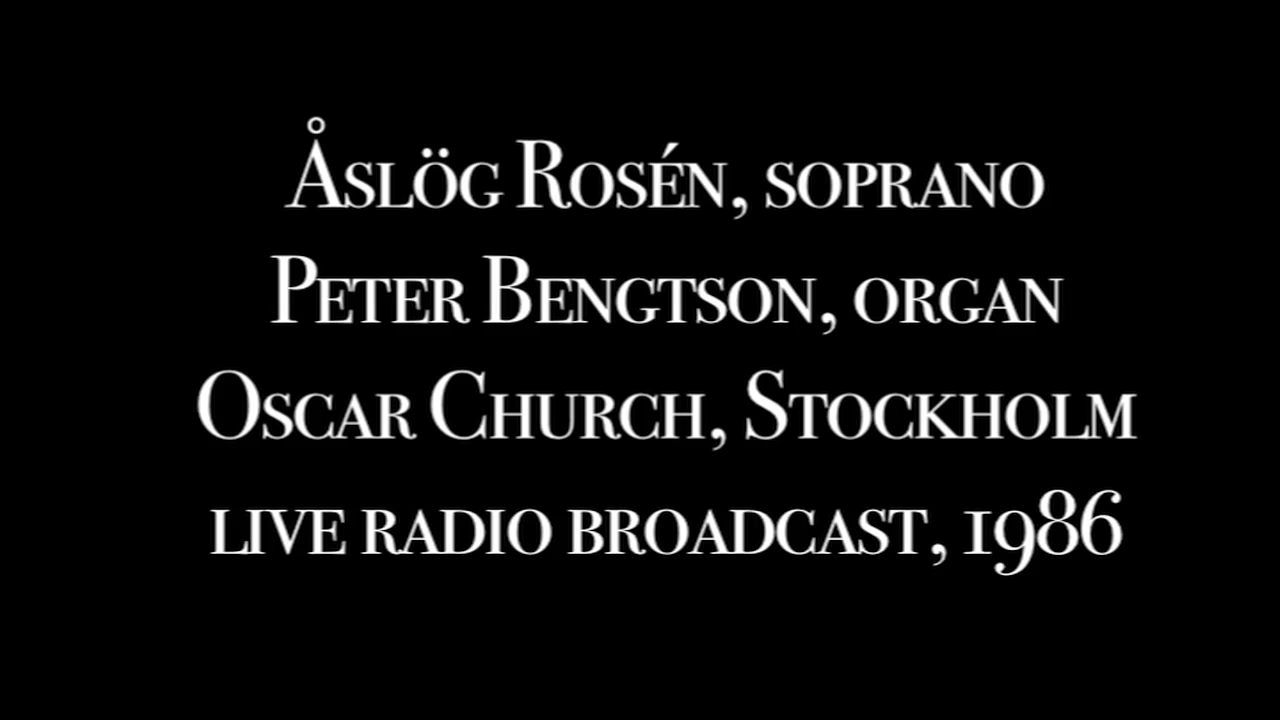 Åslög Rosén, soprano
Peter Bengtson, organ
Oscar Church, Stockholm
live radio broadcast, 1986